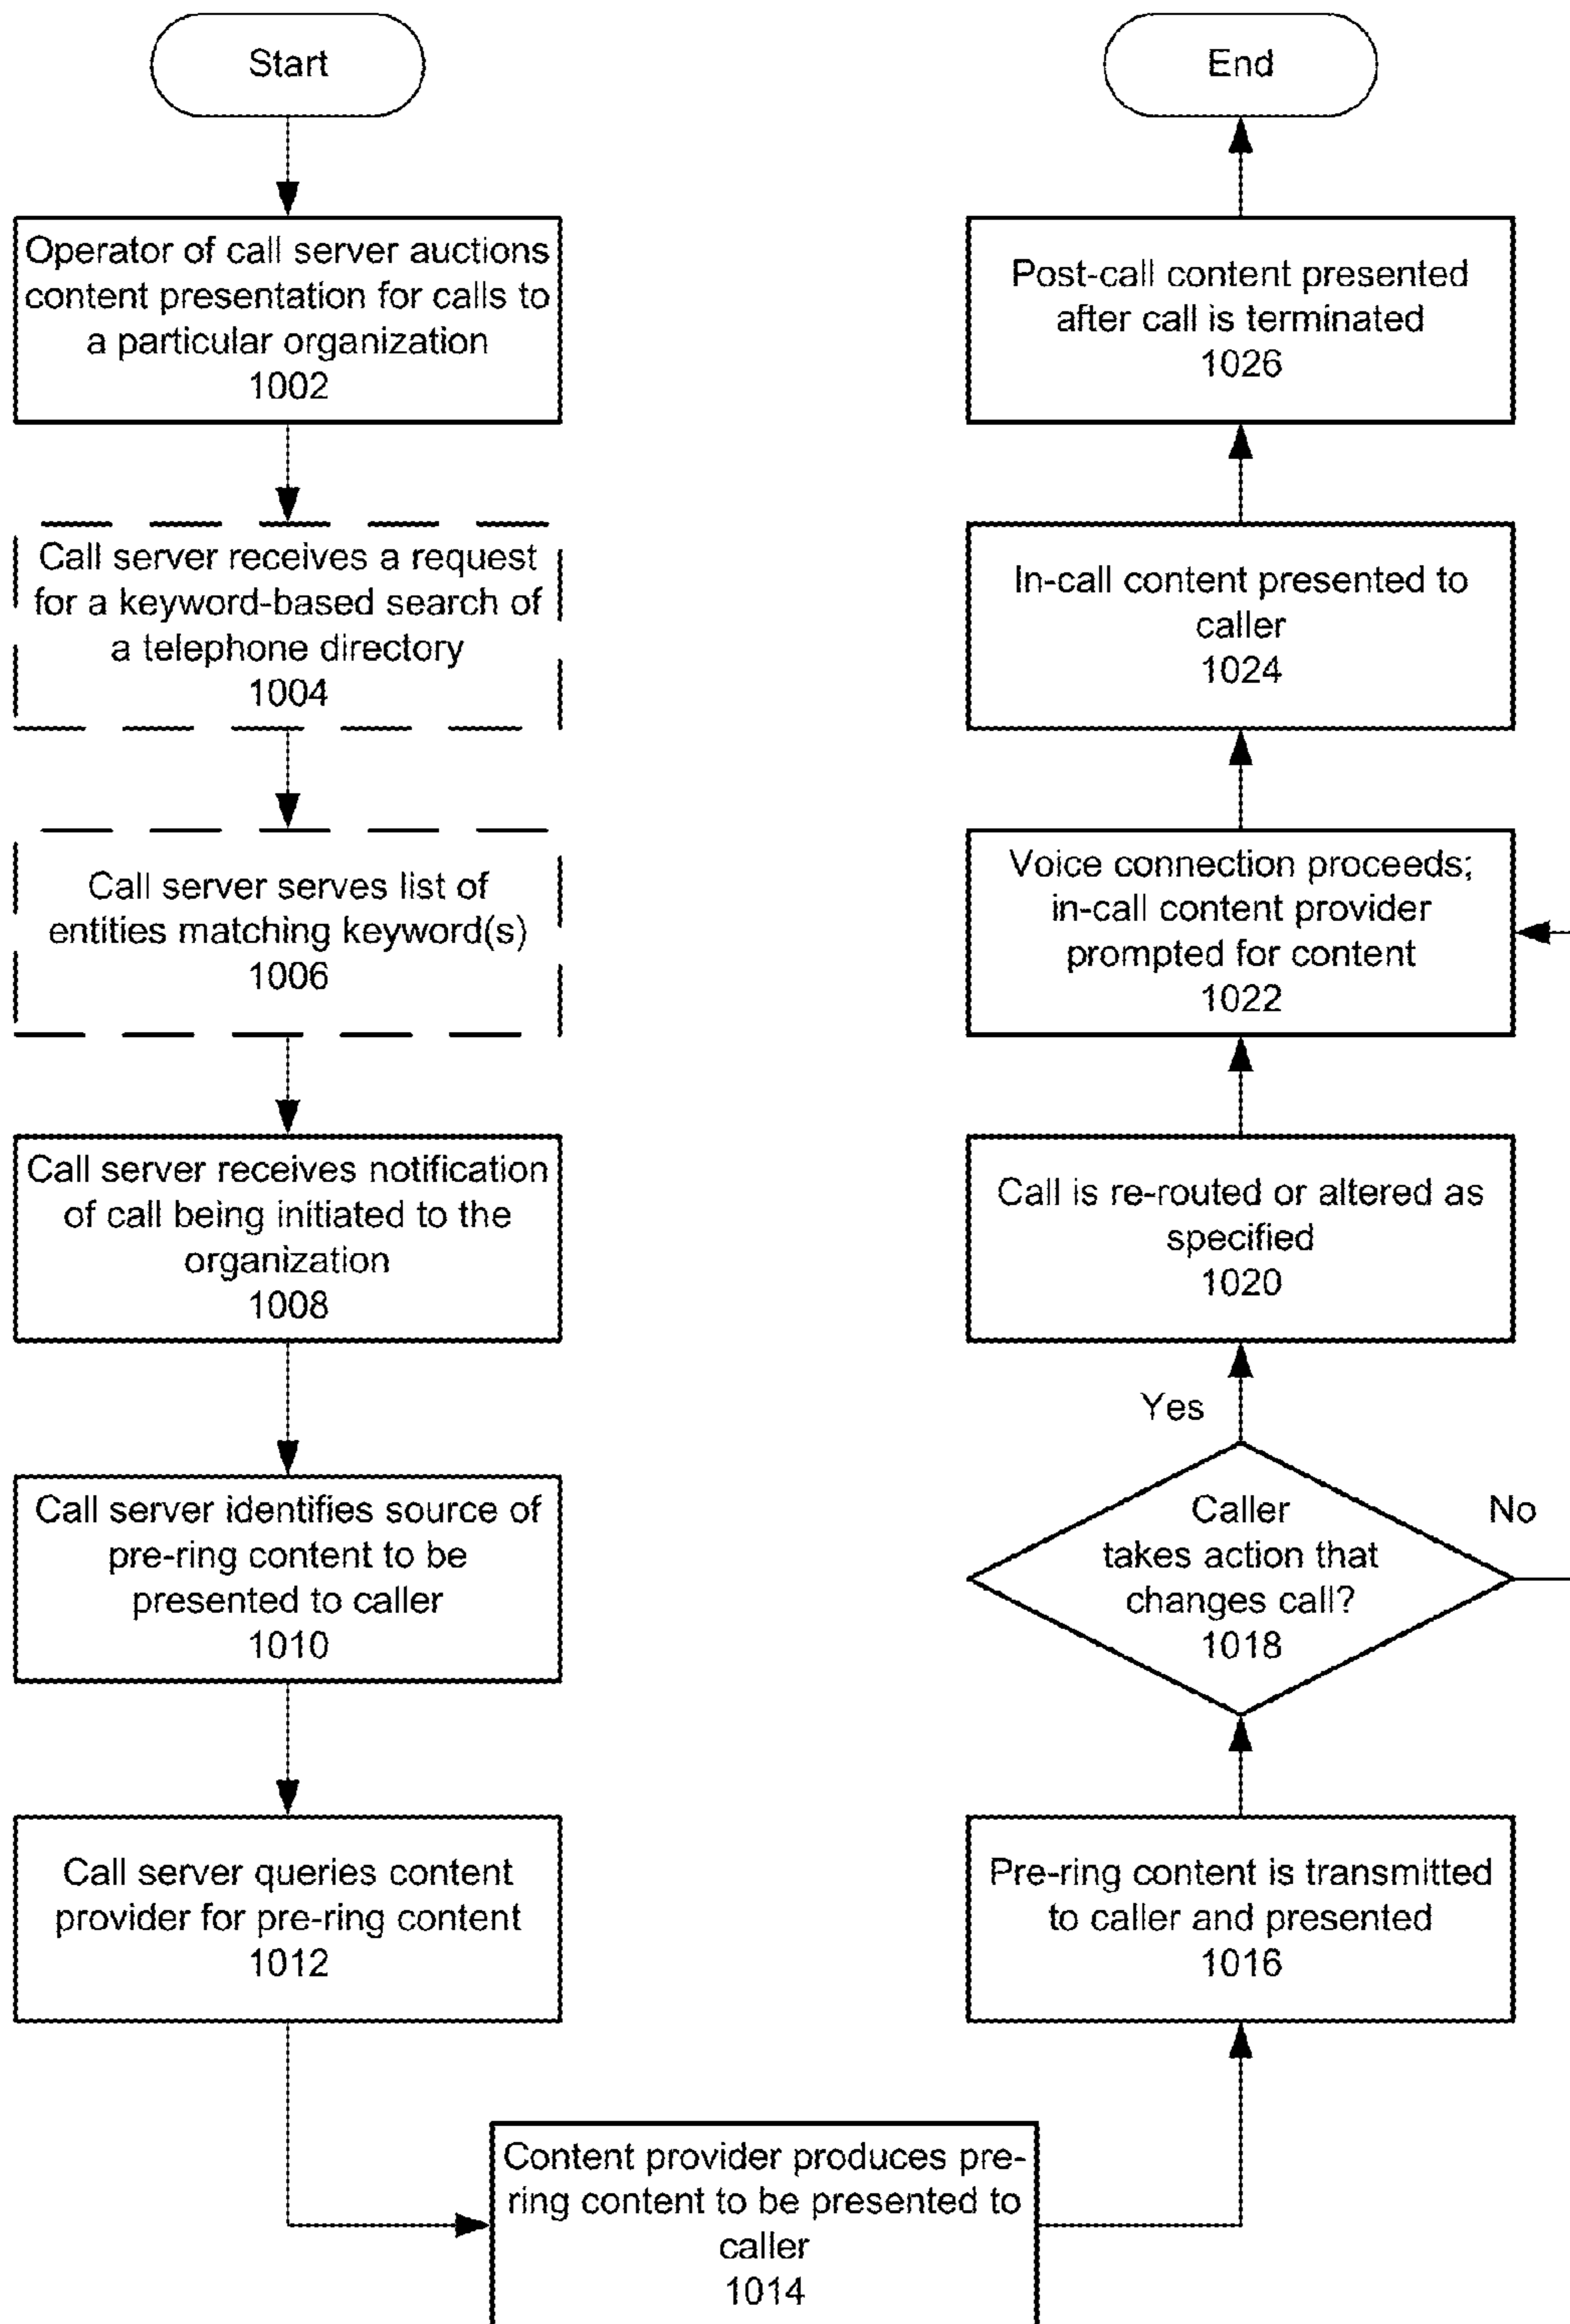 Start
Operator of call server auctions
content presentation for calls to
a particular organization
1002
Call server receives a request
for a keyword-based search of
a telephone directory
1004
Call server serves list of
entities matching keyword(s)
1006
Call server receives notification
of call being initiated to the
organization
1008
Call server identifies source of
pre-ring content to be
presented to caller
1010
Call server queries content
provider for pre-ring content
1012
Content provider produces pre-
ring content to be presented to
caller
1014
Pre-ring content is transmitted
to caller and presented
1016
Caller
takes action that
changes call?
1018
Yes
No
Call is re-routed or altered as
specified
1020
Voice connection proceeds;
in-call content provider
prompted for content
1022
In-call content presented to
caller
1024
Post-call content presented
after call is terminated
1026
End